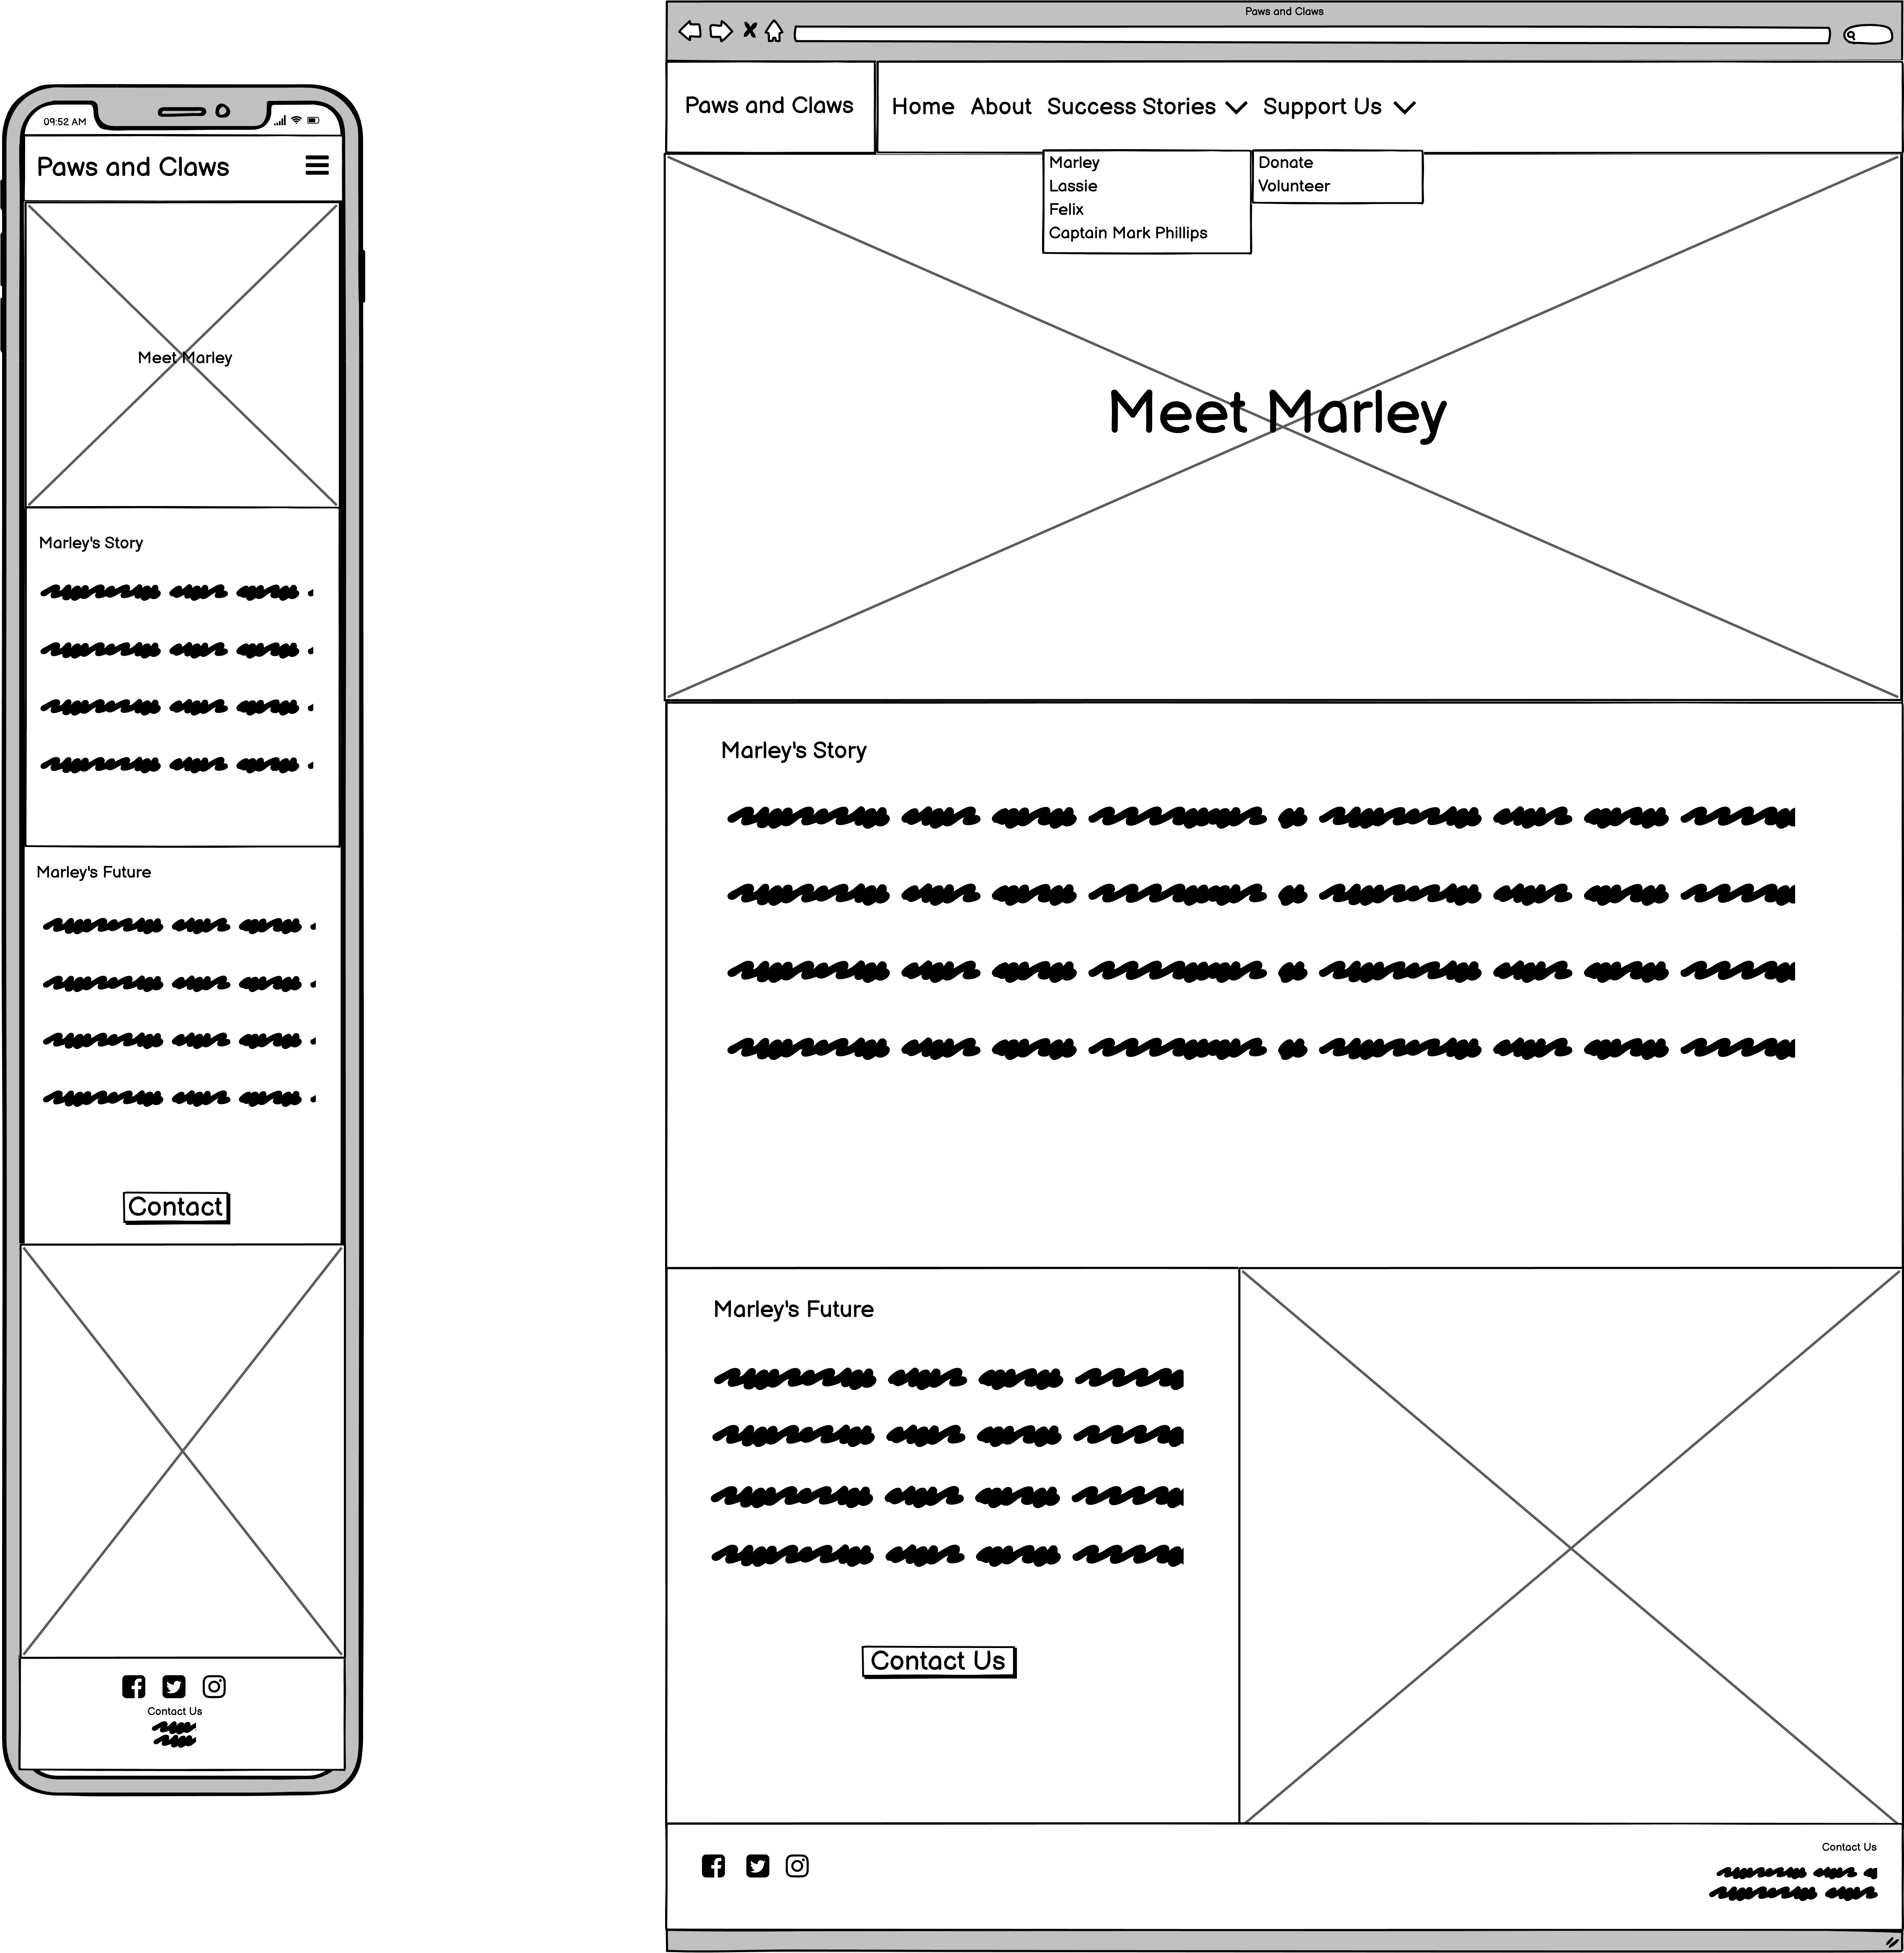 09:52 AM
Paws and Claws
Meet Marley
Marley's Story
Marley's Future
Contact
Contact Us
Paws and Claws
Paws and Claws
Home About Success Stories Support Us
Marley
Lassie
Felix
Captain Mark Phillips
Donate
Volunteer
Meet Marley
Marley's Story
Marley's Future
Contact Us
Contact Us